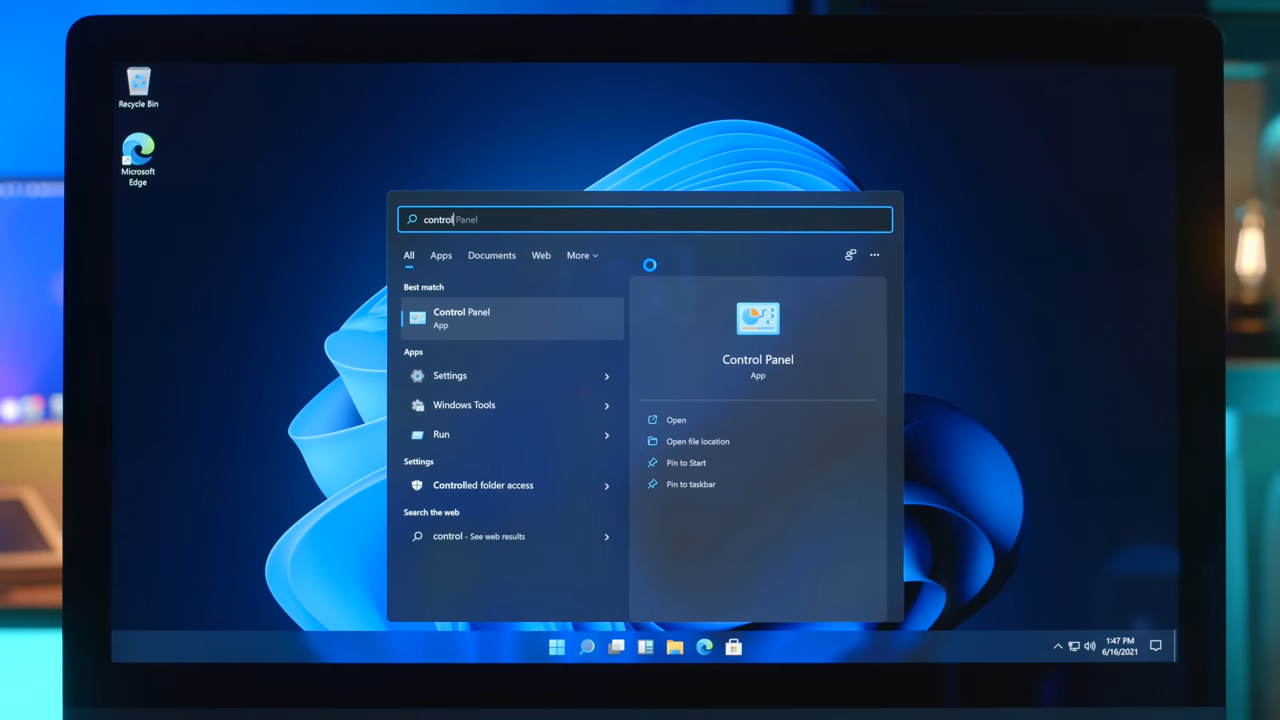 Recycle Bin
Microsoft
Edge
control Panel
All Apps Documents Web More
Best match
Control Panel
App
Apps
Settings
Windows Tools
Run
Settings
Controlled folder access
Search the web
control - See web results
Control Panel
App
Open
Open file location
Pin to Start
Pin to taskbar
1:47 PM
6/16/2021